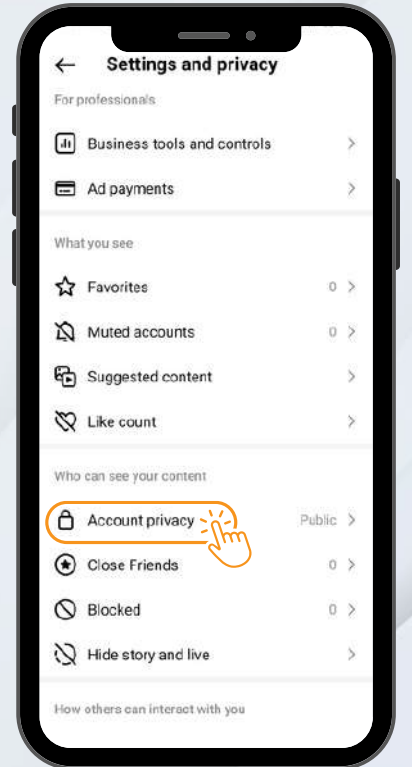 Settings and privacy
For professionals
Business tools and controls
Ad payments
What you see
Favorites 0
Muted accounts 0
Suggested content
Like count
Who can see your content
Account privacy Public
Close Friends 0
Blocked 0
Hide story and live
How others can interact with you